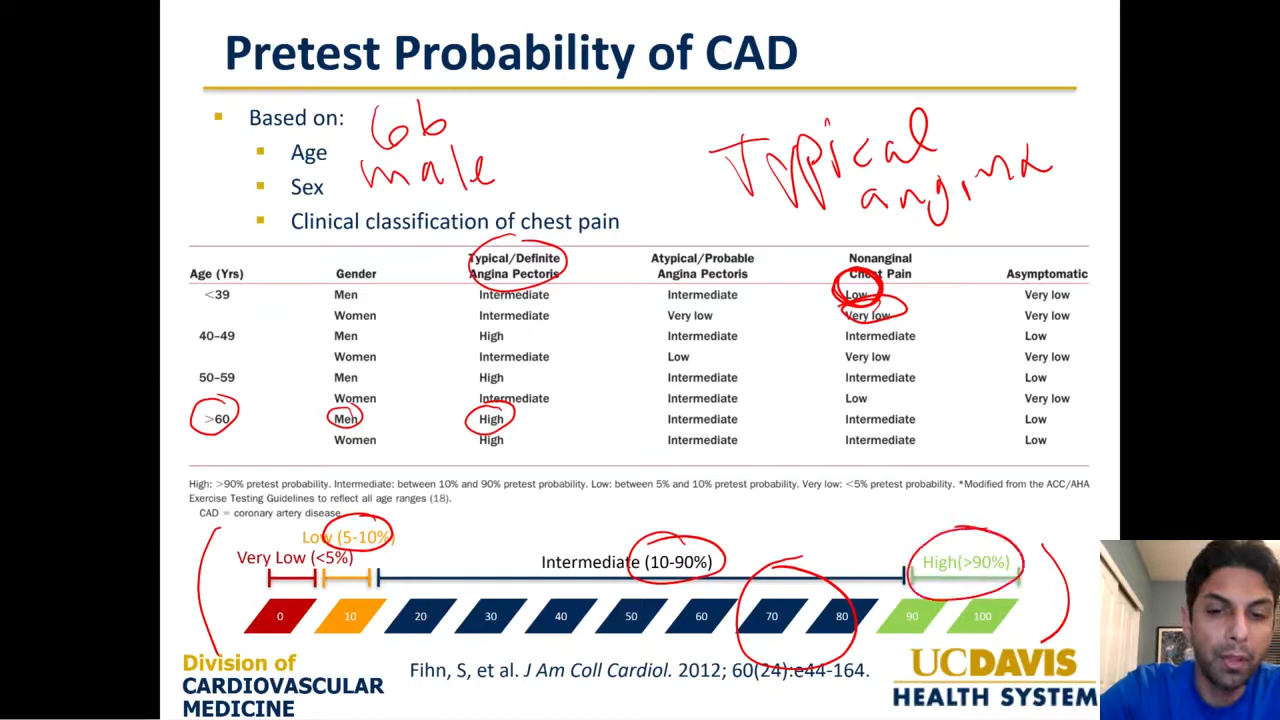 Pretest Probability of CAD
▪ Based on:
▪ Age
▪ Sex
▪ Clinical classification of chest pain
male
Typical
angina
Age (Yrs) Gender Typical/Definite Angina Pectoris Atypical/Probable Angina Pectoris Nonanginal Chest Pain Asymptomatic
<39 Men Intermediate Intermediate Low Very low
Women Intermediate Very low Very low Very low
40–49 Men High Intermediate Intermediate Low
Women Intermediate Low Very low Very low
50–59 Men High Intermediate Intermediate Low
Women Intermediate Intermediate Low Very low
>60 Men High Intermediate Intermediate Low
Women High Intermediate Intermediate Low
High: >90% pretest probability. Intermediate: between 10% and 90% pretest probability. Low: between 5% and 10% pretest probability. Very low: <5% pretest probability. *Modified from the ACC/AHA
Exercise Testing Guidelines to reflect all age ranges (18).
CAD = coronary artery disease.
Low (5-10%)
Very Low (<5%) Intermediate (10-90%) High(>90%)
0 10 20 30 40 50 60 70 80 90 100
Division of
CARDIOVASCULAR
MEDICINE
Fihn, S, et al. J Am Coll Cardiol. 2012; 60(24):e44-164.
UCDAVIS
HEALTH SYSTEM